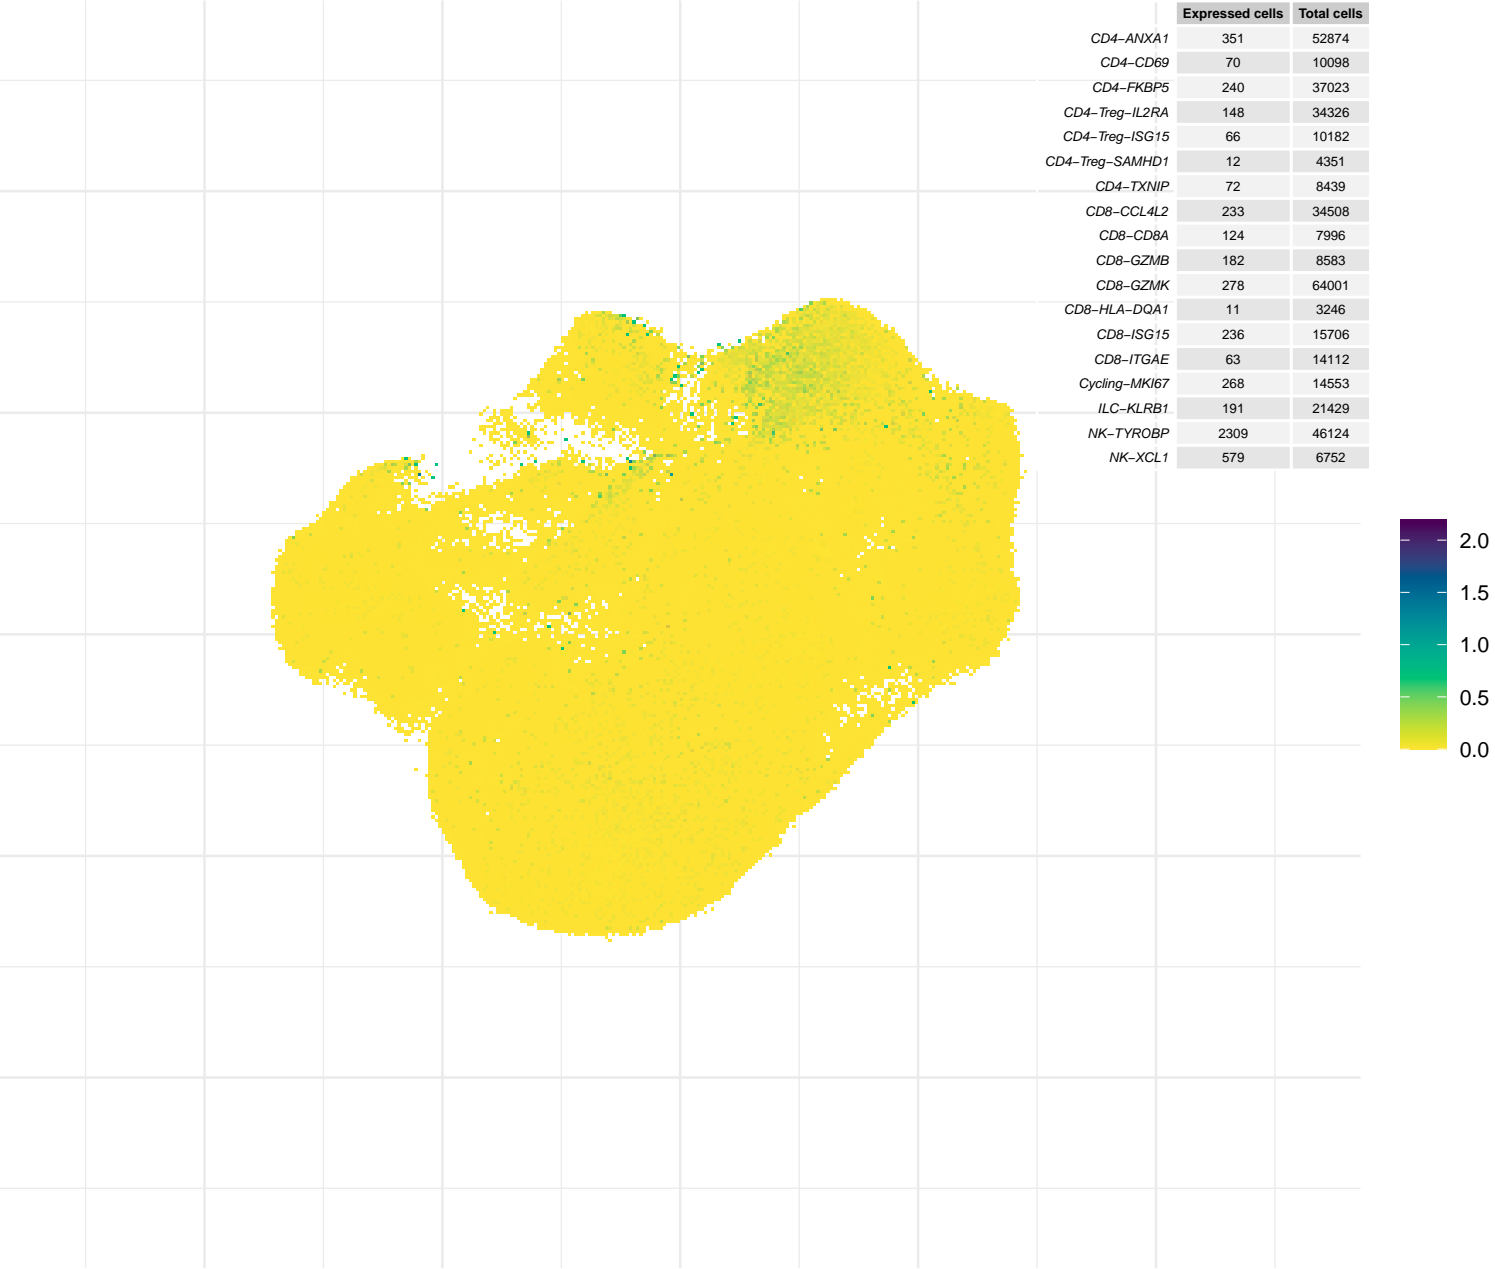 Expressed cells Total cells
CD4−ANXA1 351 52874
CD4−CD69 70 10098
CD4−FKBP5 240 37023
CD4−Treg−IL2RA 148 34326
CD4−Treg−ISG15 66 10182
CD4−Treg−SAMHD1 12 4351
CD4−TXNIP 72 8439
CD8−CCL4L2 233 34508
CD8−CD8A 124 7996
CD8−GZMB 182 8583
CD8−GZMK 278 64001
CD8−HLA−DQA1 11 3246
CD8−ISG15 236 15706
CD8−ITGAE 63 14112
Cycling−MKI67 268 14553
ILC−KLRB1 191 21429
NK−TYROBP 2309 46124
NK−XCL1 579 6752
2.0
1.5
1.0
0.5
0.0